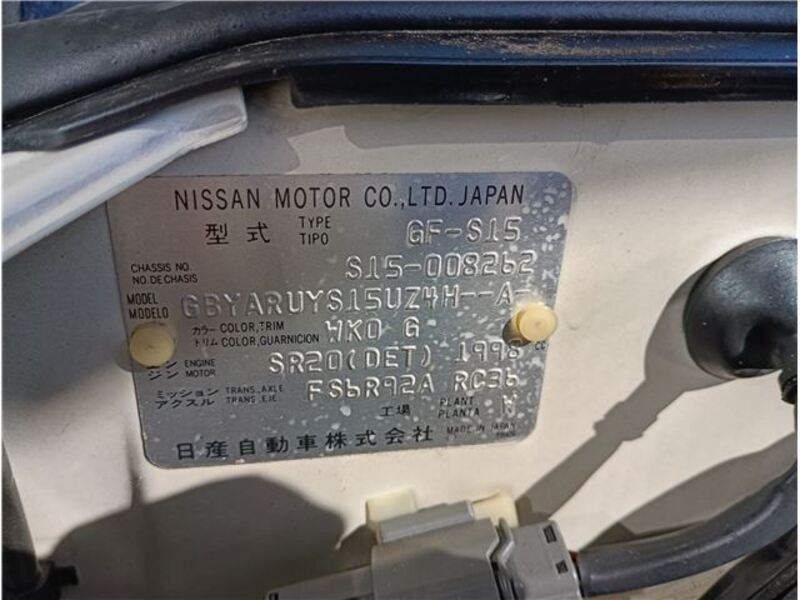 NISSAN MOTOR CO.,LTD. JAPAN
型式 TYPE TIPO GF-S15
CHASSIS NO. NO.DE CHASIS S15-008262
MODEL MODELO GBYARUYS15UZ4H--A-
カラー COLOR,TRIM トリム COLOR,GUARNICION WK0 G
エンジン ENGINE MOTOR SR20(DET) 1998 CC
ミッション アクスル TRANS.,AXLE TRANS.,EJE FS6R92A RC36
工場 PLANT PLANTA W
日産自動車株式会社 MADE IN JAPAN